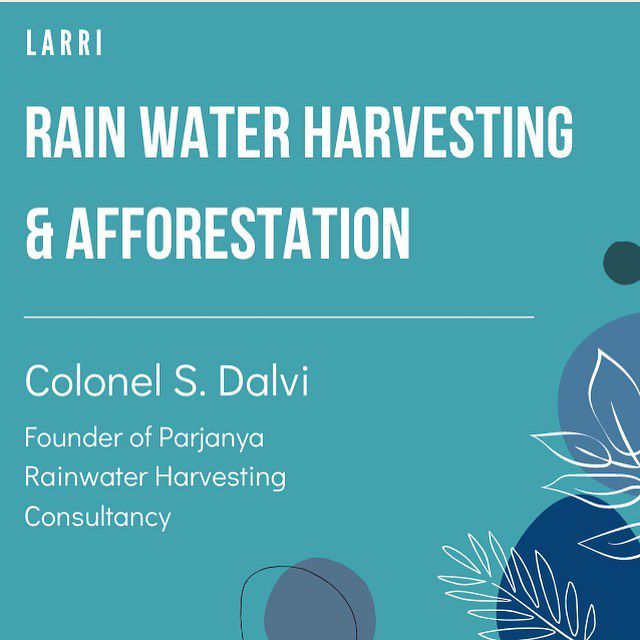 LARRI
RAIN WATER HARVESTING
& AFFORESTATION
Colonel S. Dalvi
Founder of Parjanya
Rainwater Harvesting
Consultancy